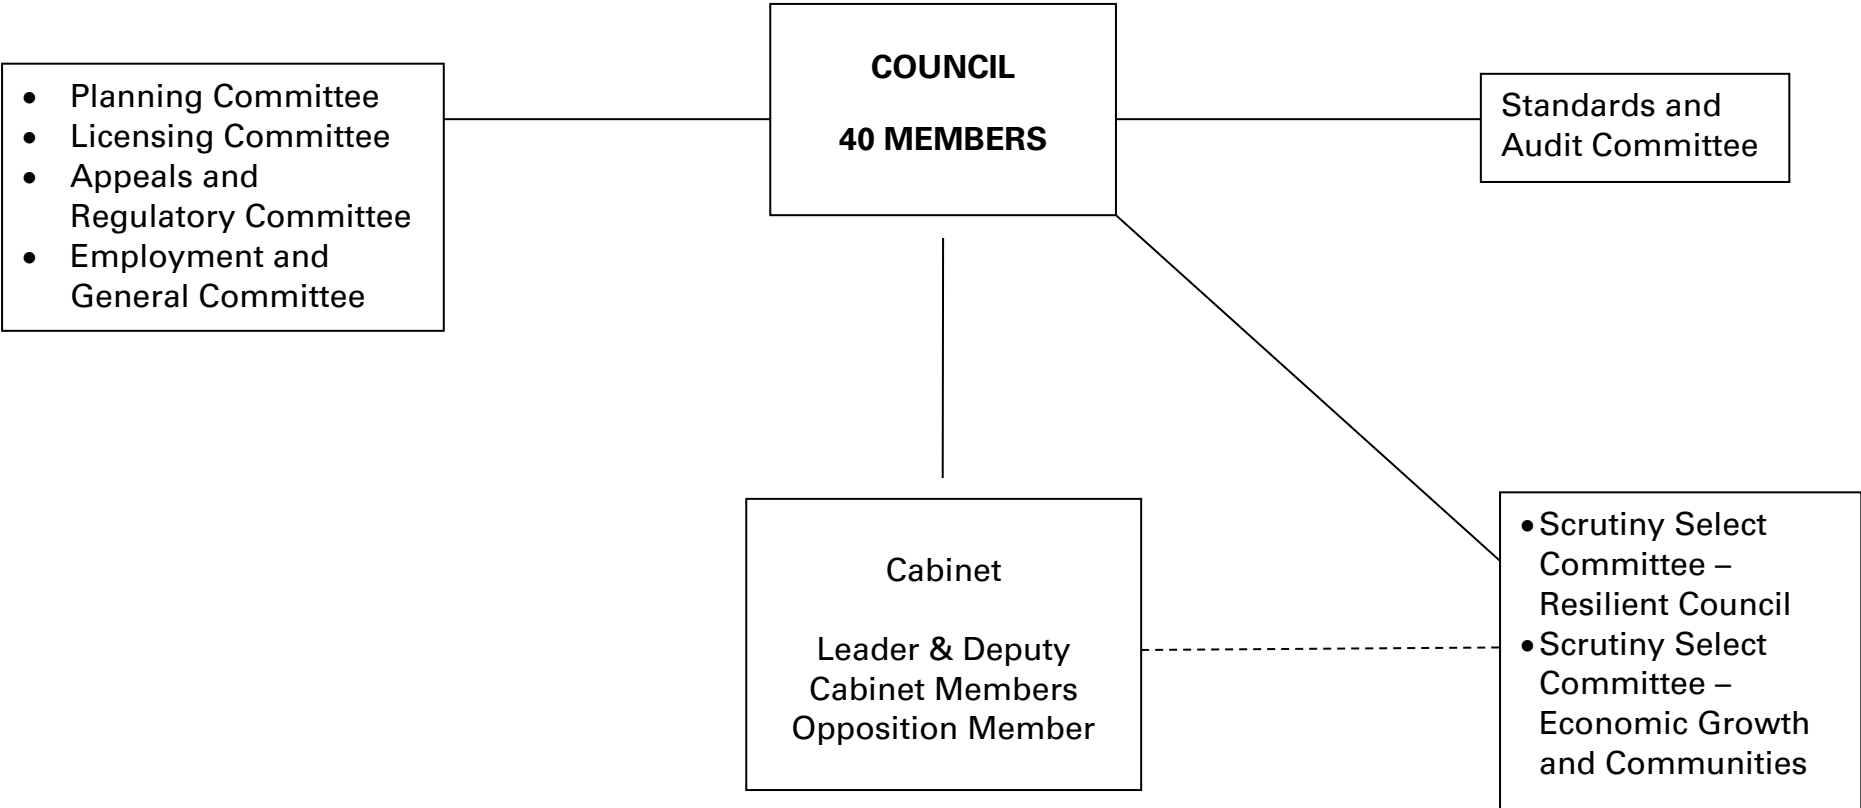 COUNCIL
40 MEMBERS
• Planning Committee
• Licensing Committee
• Appeals and
Regulatory Committee
• Employment and
General Committee
Standards and
Audit Committee
Cabinet
Leader & Deputy
Cabinet Members
Opposition Member
• Scrutiny Select
Committee –
Resilient Council
• Scrutiny Select
Committee –
Economic Growth
and Communities